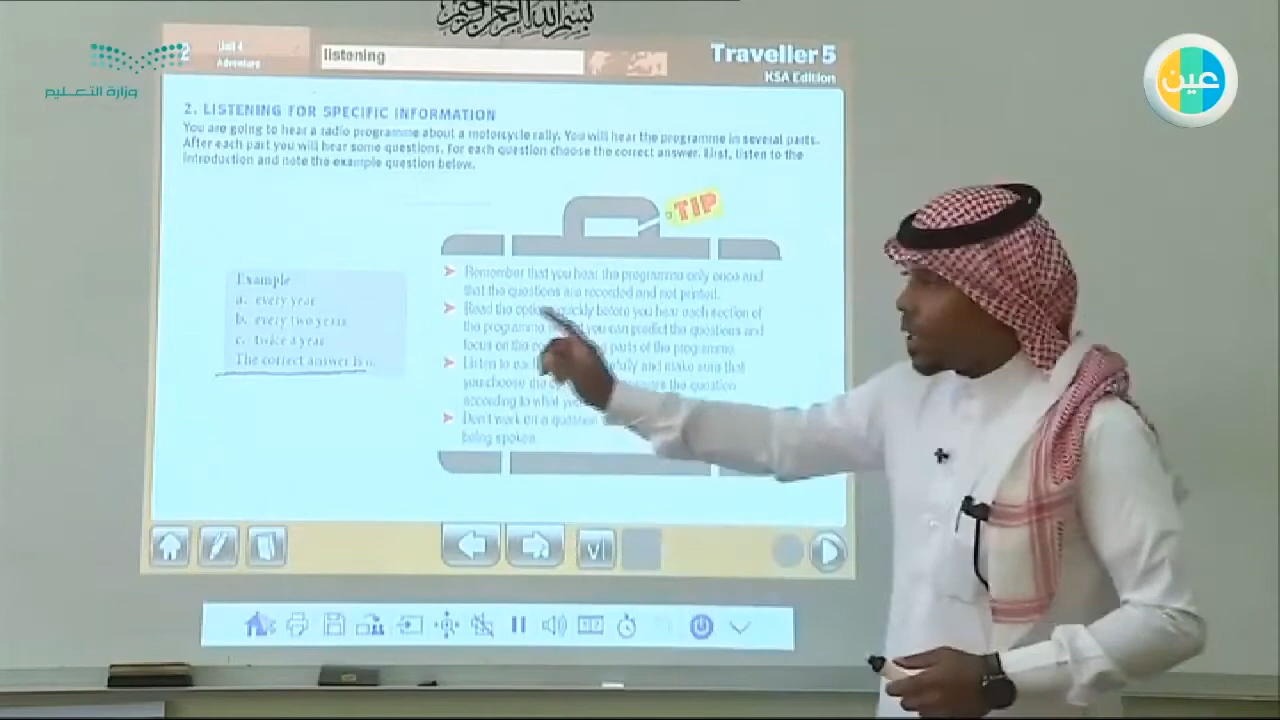 بسم الله الرحمن الرحيم
2 Unit 4
Adventure
listening
Traveller 5
KSA Edition
وزارة التعليم
عين
2. LISTENING FOR SPECIFIC INFORMATION
You are going to hear a radio programme about a motorcycle rally. You will hear the programme in several parts.
After each part you will hear some questions. For each question choose the correct answer. First, listen to the
introduction and note the example question below.
TIP
Example
a. every year
b. every two years
c. twice a year
The correct answer is a.
Remember that you hear the programme only once and
that the questions are recorded and not printed.
Read the options quickly before you hear each section of
the programme you can predict the questions and
focus on the parts of the programme.
Listen to and make sure that
you choose the the question
according to what
Don't work on a question
being spoken.